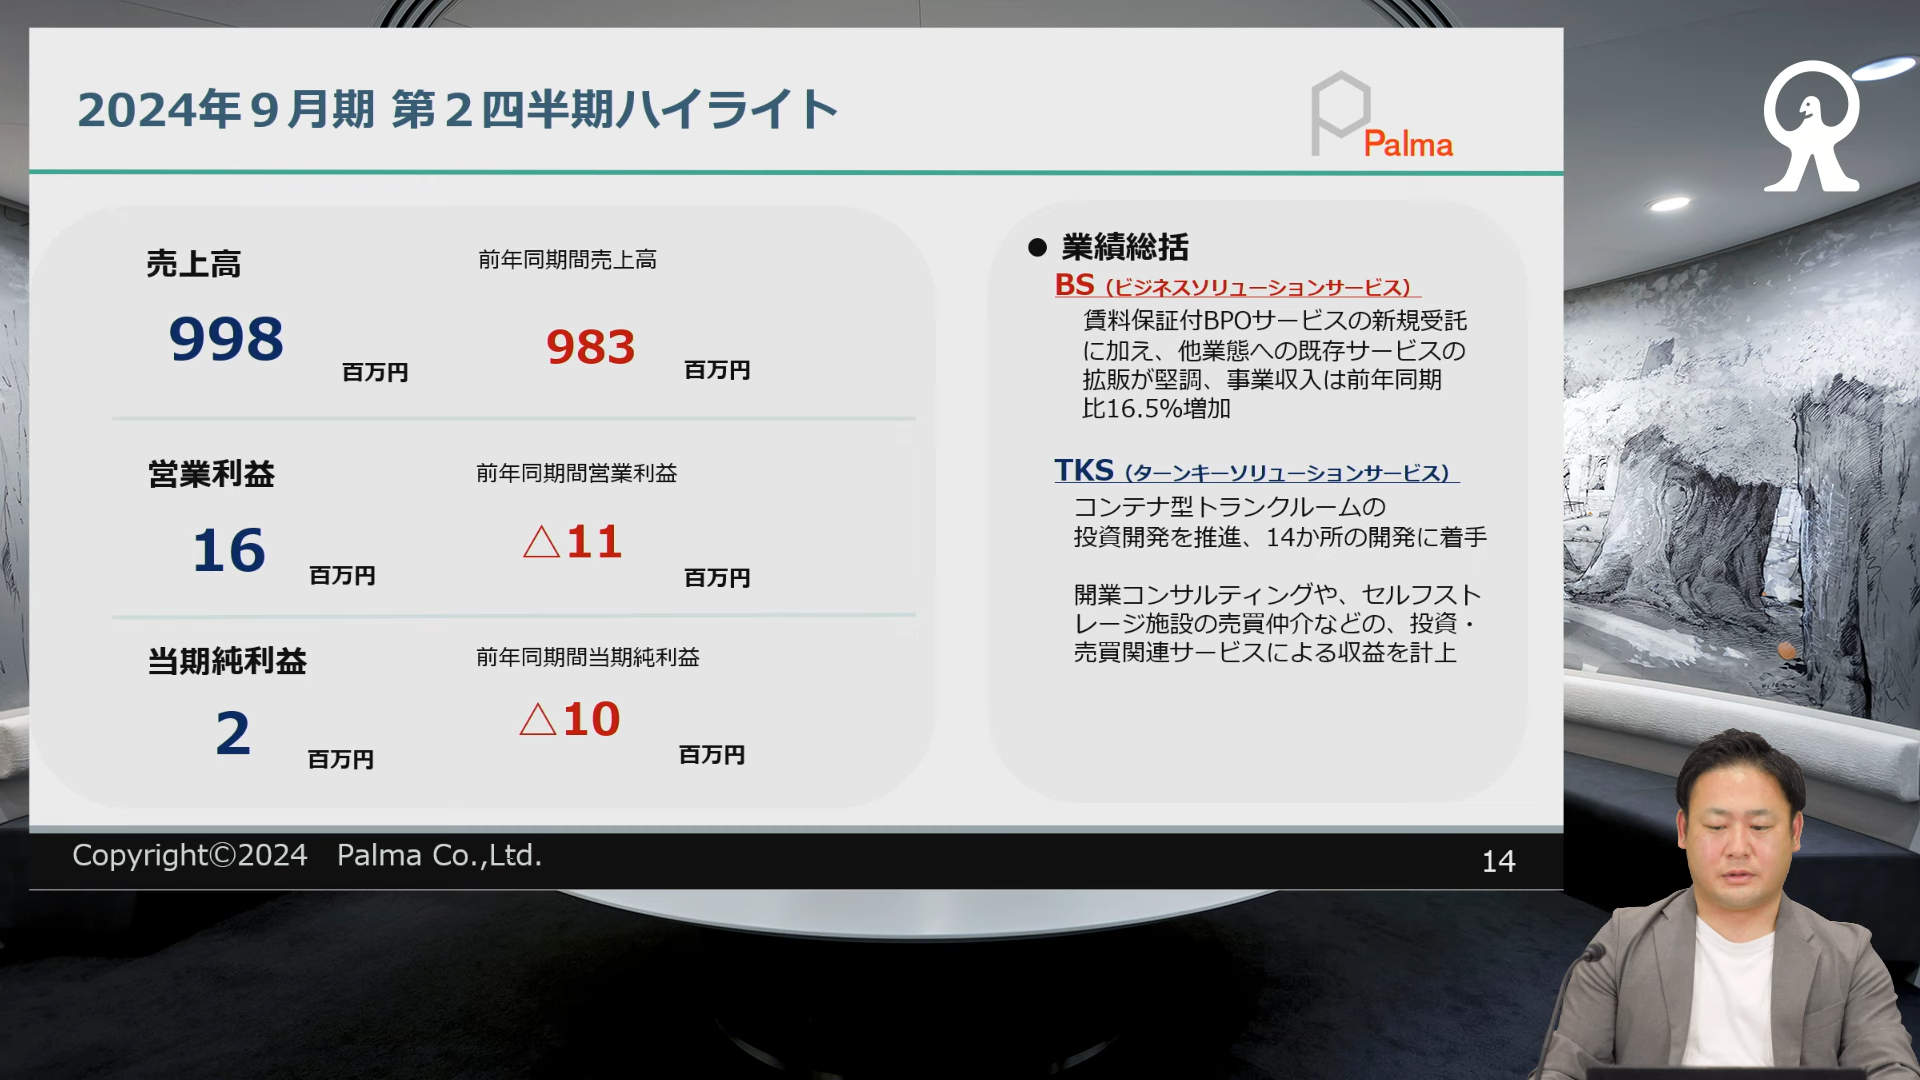 2024年９月期 第２四半期ハイライト
Palma
売上高
前年同期間売上高
998
百万円
983
百万円
営業利益
前年同期間営業利益
16
百万円
△11
百万円
当期純利益
前年同期間当期純利益
2
百万円
△10
百万円
● 業績総括
BS（ビジネスソリューションサービス）
賃料保証付BPOサービスの新規受託
に加え、他業態への既存サービスの
拡販が堅調、事業収入は前年同期
比16.5%増加
TKS（ターンキーソリューションサービス）
コンテナ型トランクルームの
投資開発を推進、14か所の開発に着手
開業コンサルティングや、セルフスト
レージ施設の売買仲介などの、投資・
売買関連サービスによる収益を計上
Copyright©2024　Palma Co.,Ltd.
14